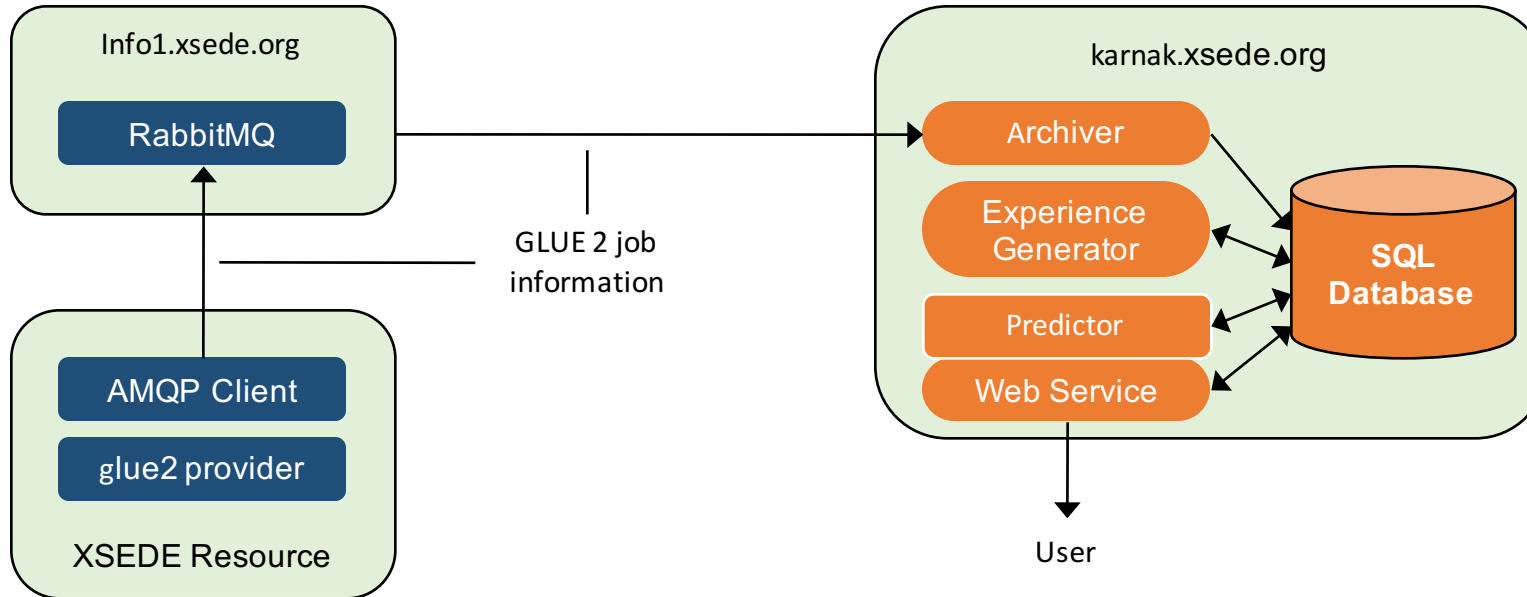 Info1.xsede.org
RabbitMQ
GLUE 2 job
information
AMQP Client
glue2 provider
XSEDE Resource
karnak.xsede.org
Archiver
Experience
Generator
Predictor
Web Service
SQL
Database
User